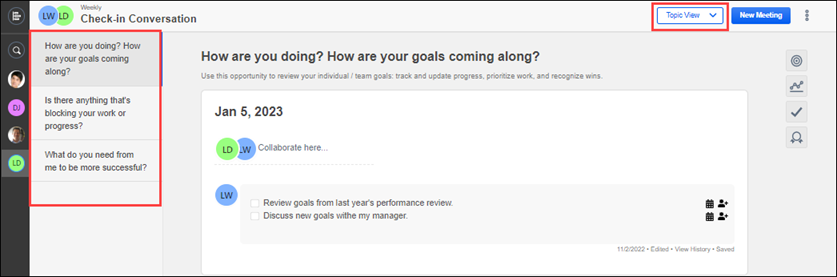 LW LD
Weekly
Check-in Conversation
Topic View
New Meeting
How are you doing? How
are your goals coming
along?
Is there anything that's
blocking your work or
progress?
What do you need from
me to be more successful?
DJ
LD
How are you doing? How are your goals coming along?
Use this opportunity to review your individual / team goals: track and update progress, prioritize work, and recognize wins.
Jan 5, 2023
LD LW Collaborate here...
LW
Review goals from last year's performance review.
Discuss new goals withe my manager.
11/2/2022 • Edited • View History • Saved